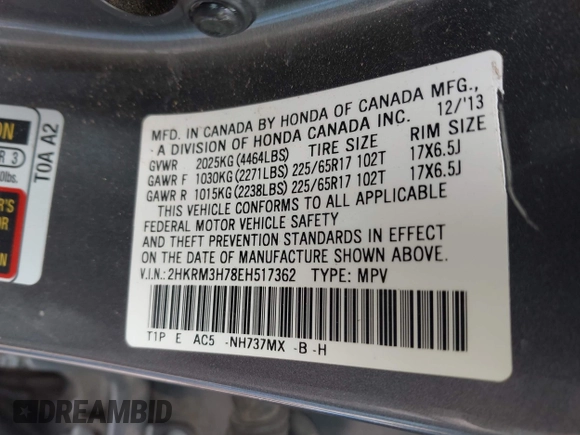 MFD. IN CANADA BY HONDA OF CANADA MFG.,
A DIVISION OF HONDA CANADA INC. 12/'13
GVWR 2025KG(4464LBS) TIRE SIZE RIM SIZE
GAWR F 1030KG(2271LBS) 225/65R17 102T 17X6.5J
GAWR R 1015KG(2238LBS) 225/65R17 102T 17X6.5J
THIS VEHICLE CONFORMS TO ALL APPLICABLE
FEDERAL MOTOR VEHICLE SAFETY
AND THEFT PREVENTION STANDARDS IN EFFECT
ON THE DATE OF MANUFACTURE SHOWN ABOVE.
V.I.N.: 2HKRM3H78EH517362 TYPE: MPV
T1P E AC5 -NH737MX -B -H
T0A A2
DREAMBID